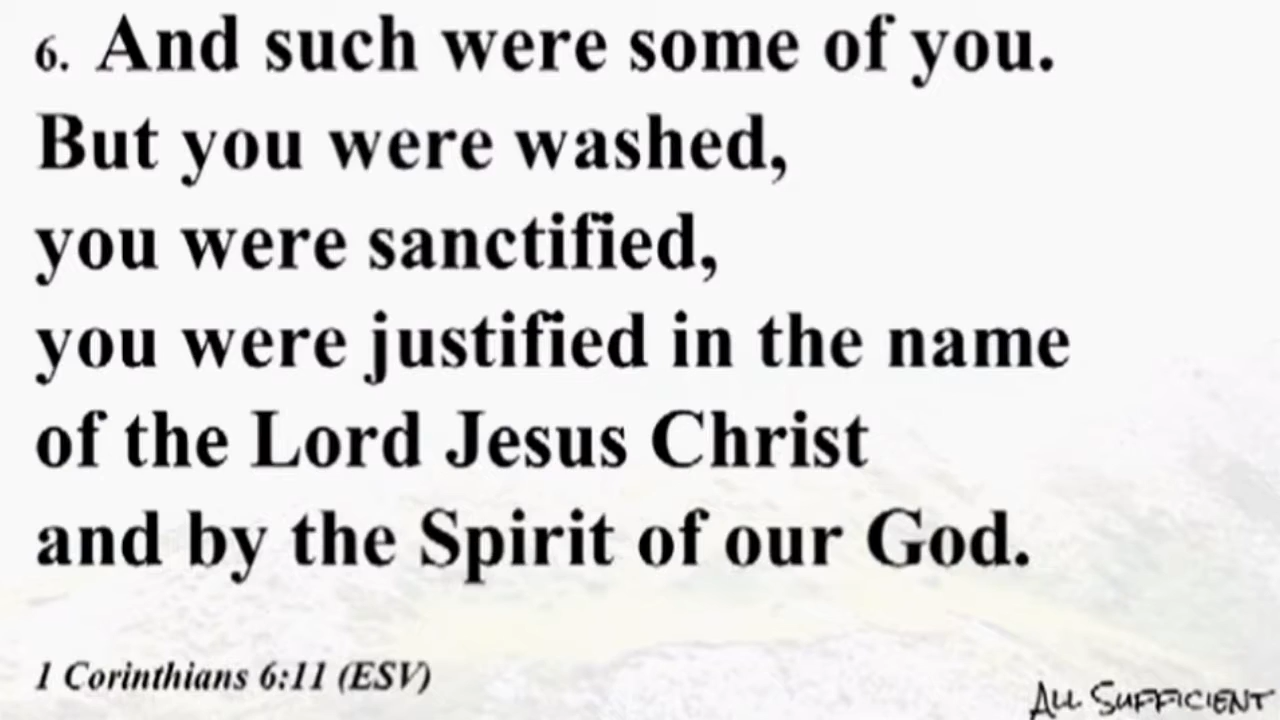 6. And such were some of you.
But you were washed,
you were sanctified,
you were justified in the name
of the Lord Jesus Christ
and by the Spirit of our God.
1 Corinthians 6:11 (ESV)
ALL SUFFICIENT